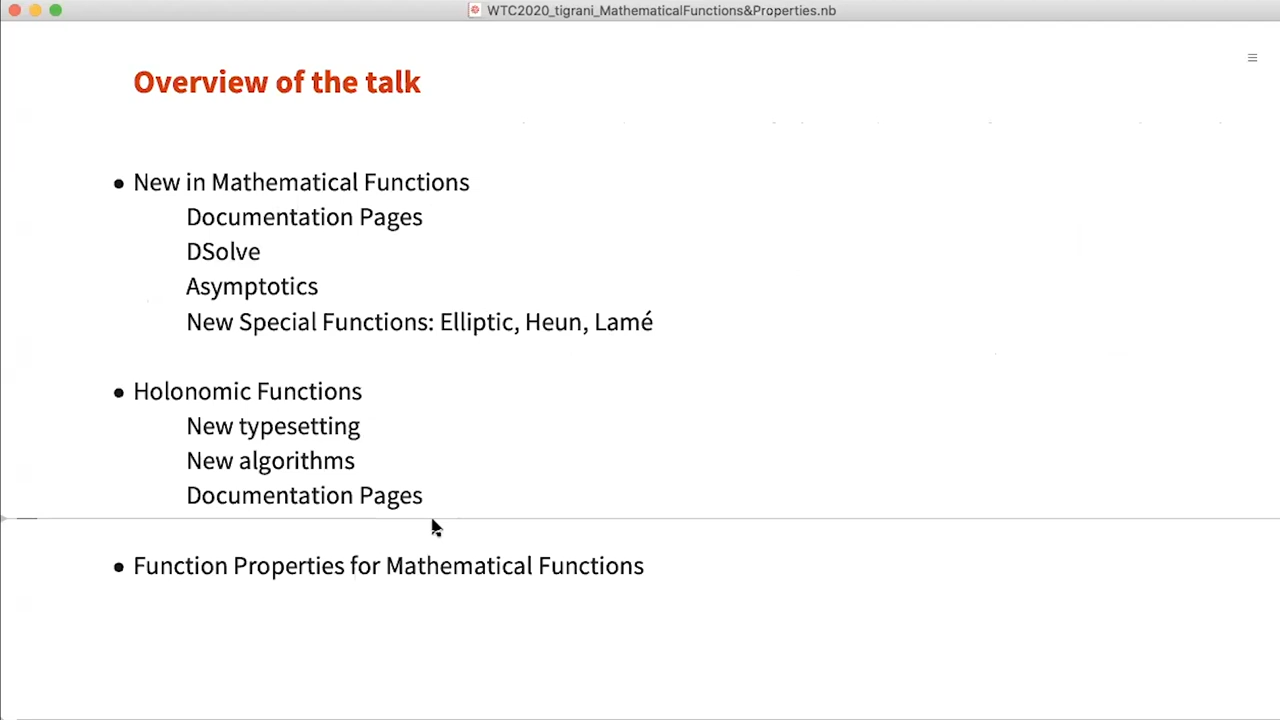 WTC2020_tigrani_MathematicalFunctions&Properties.nb
Overview of the talk
• New in Mathematical Functions
Documentation Pages
DSolve
Asymptotics
New Special Functions: Elliptic, Heun, Lamé
• Holonomic Functions
New typesetting
New algorithms
Documentation Pages
• Function Properties for Mathematical Functions